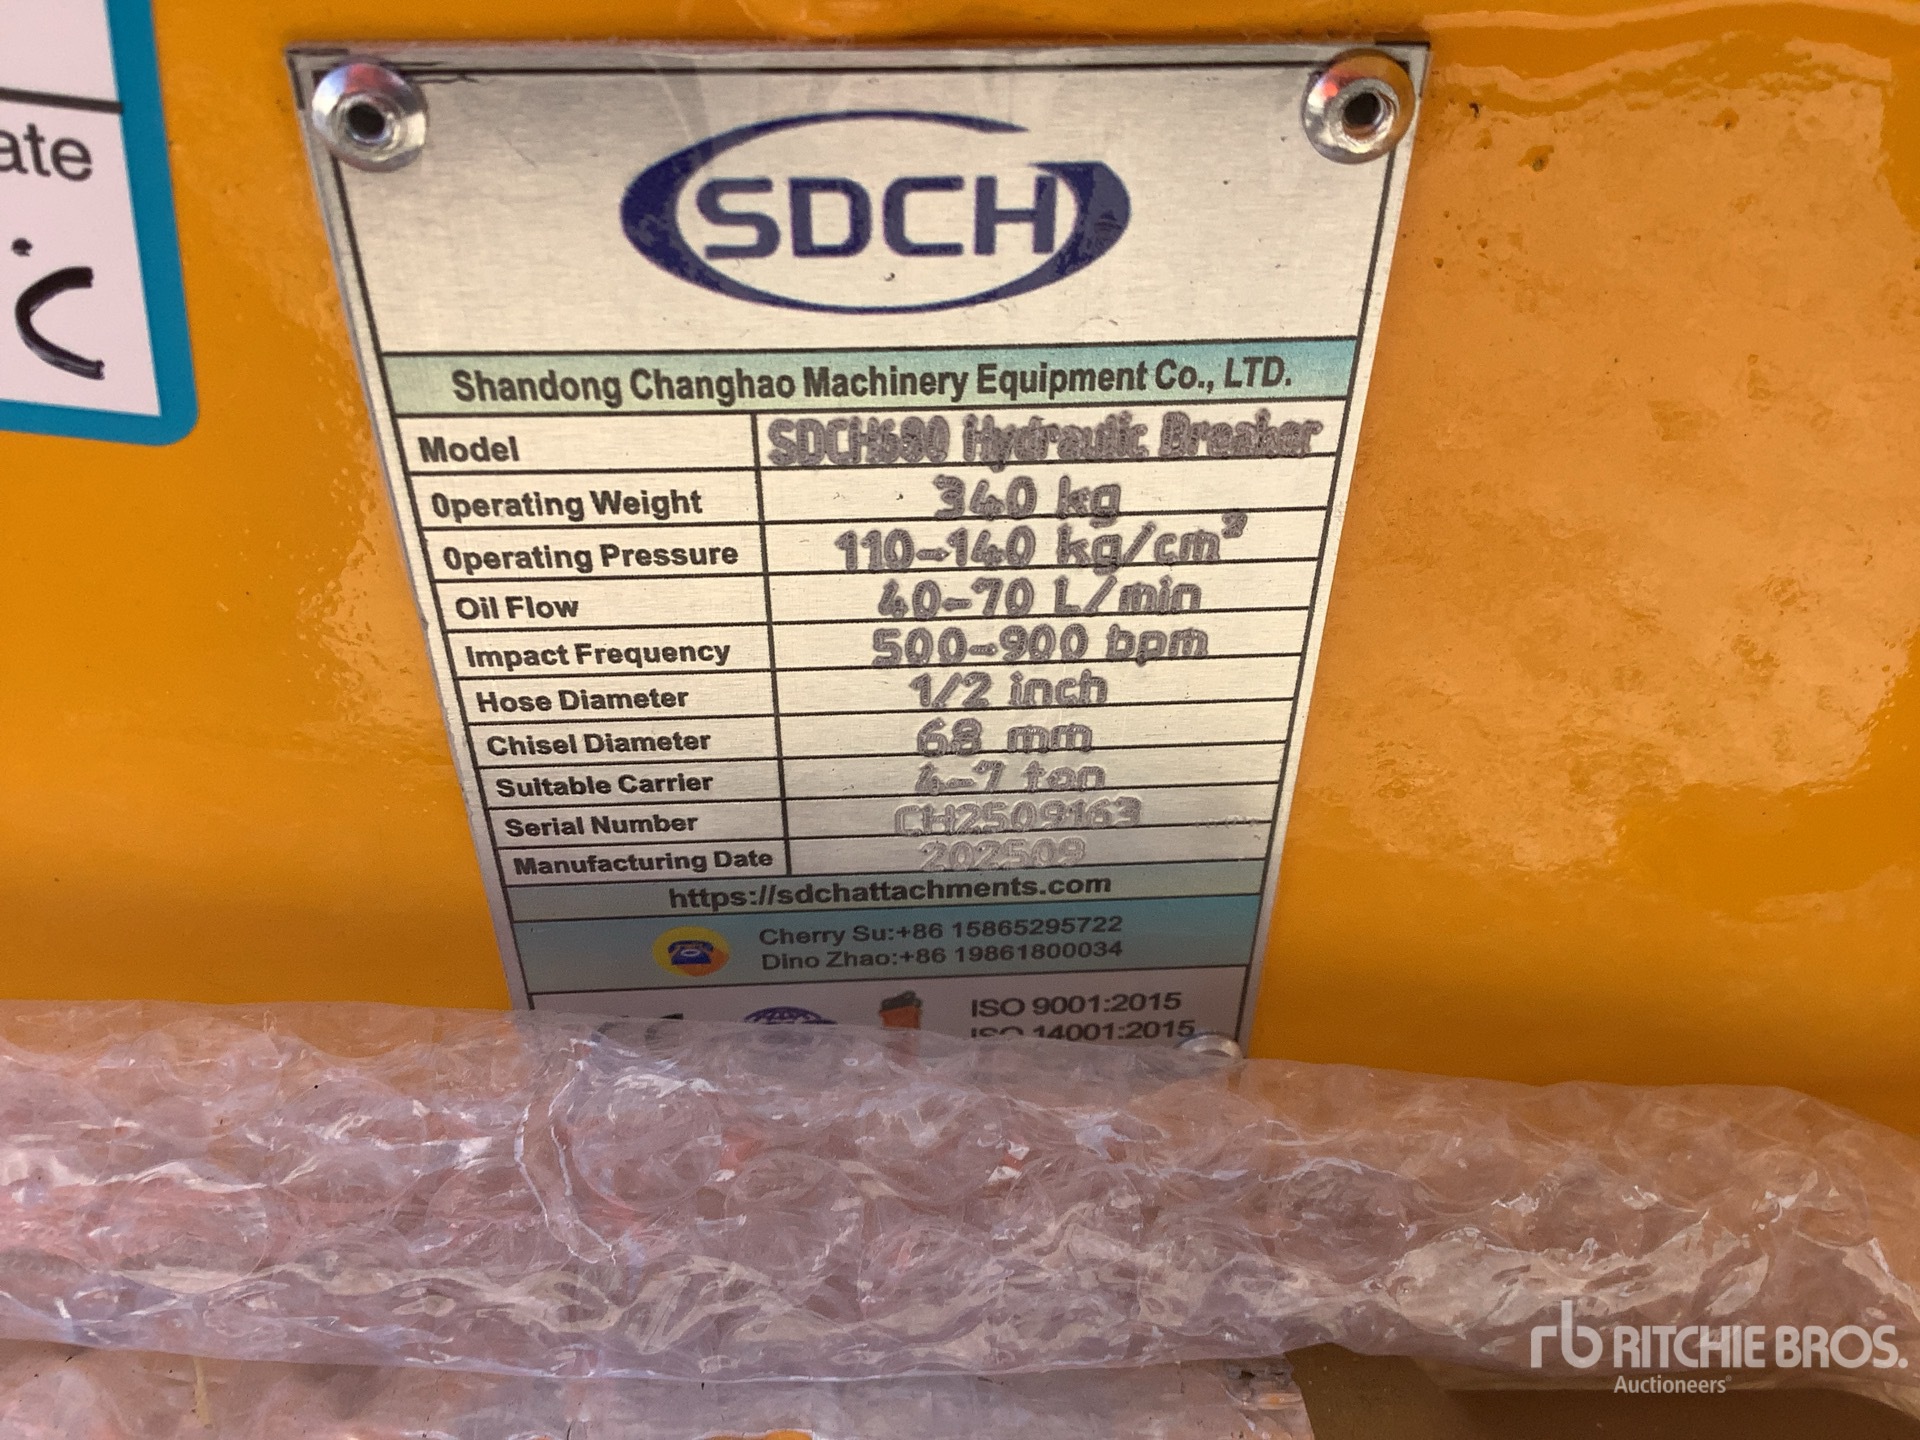 ate
SDCH
Shandong Changhao Machinery Equipment Co., LTD.
Model SDCH680 Hydraulic Breaker
Operating Weight 340 kg
Operating Pressure 110-140 kg/cm²
Oil Flow 40-70 L/min
Impact Frequency 500-900 bpm
Hose Diameter 1/2 inch
Chisel Diameter 68 mm
Suitable Carrier 4-7 ton
Serial Number CH2509163
Manufacturing Date 202509
https://sdchattachments.com
Cherry Su:+86 15865295722
Dino Zhao:+86 19861800034
ISO 9001:2015
ISO 14001:2015
rb RITCHIE BROS.
Auctioneers